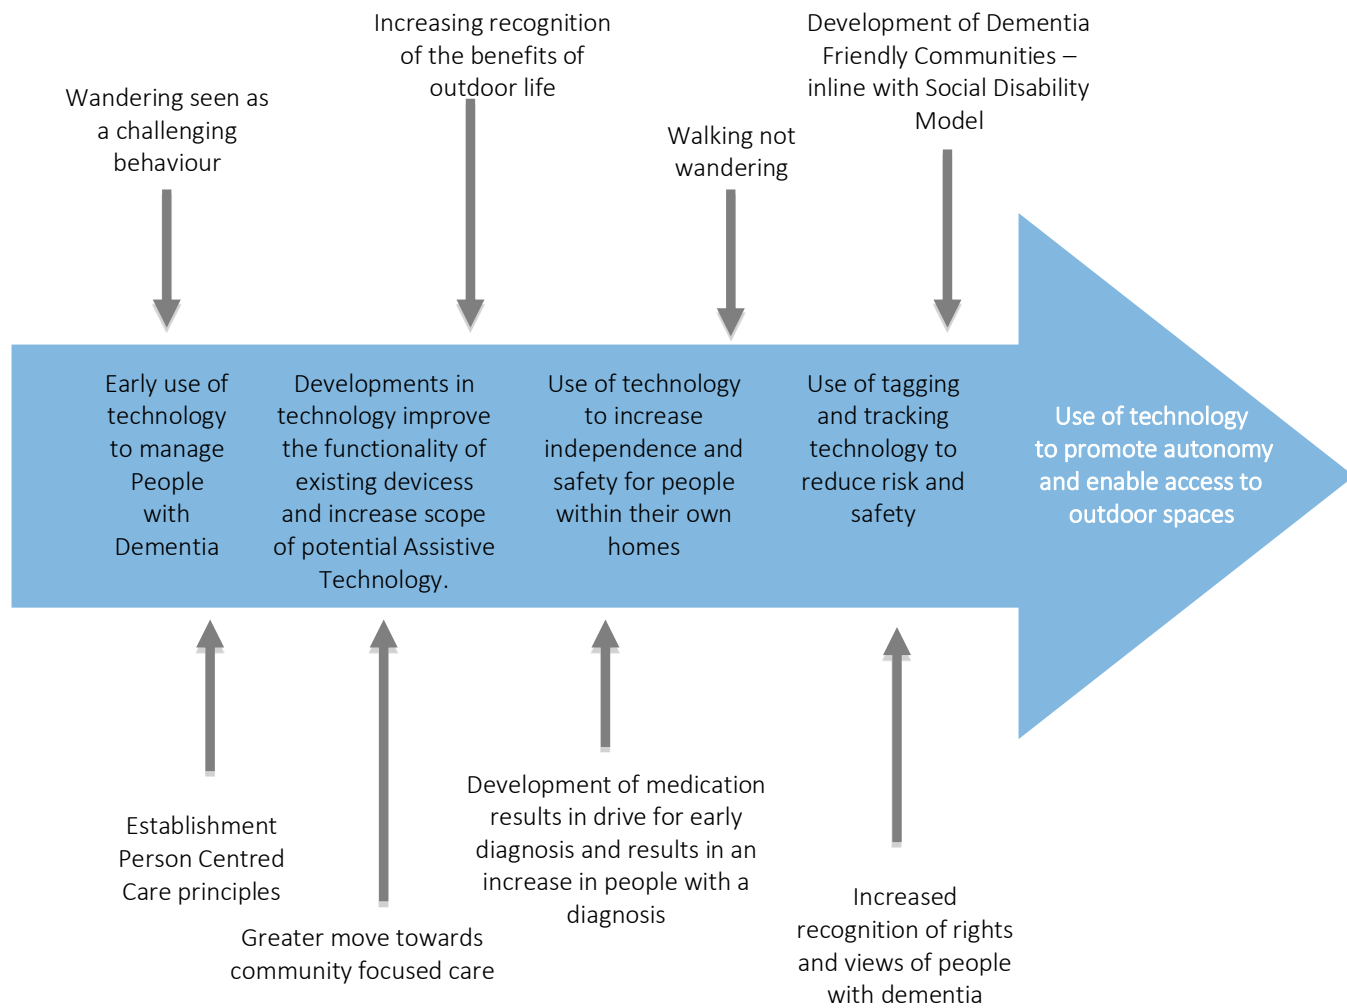 Increasing recognition
of the benefits of
outdoor life
Development of Dementia
Friendly Communities –
inline with Social Disability
Model
Wandering seen as
a challenging
behaviour
Walking not
wandering
Early use of
technology
to manage
People
with
Dementia
Developments in
technology improve
the functionality of
existing devicess
and increase scope
of potential Assistive
Technology.
Use of technology
to increase
independence and
safety for people
within their own
homes
Use of tagging
and tracking
technology to
reduce risk and
safety
Use of technology
to promote autonomy
and enable access to
outdoor spaces
Establishment
Person Centred
Care principles
Greater move towards
community focused care
Development of medication
results in drive for early
diagnosis and results in an
increase in people with a
diagnosis
Increased
recognition of rights
and views of people
with dementia